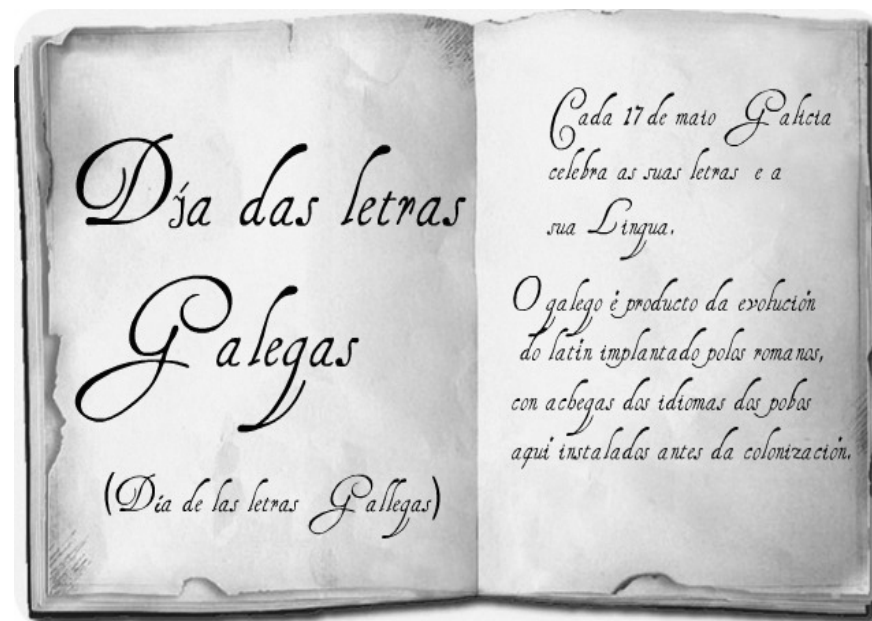 Día das letras
Galegas
(Día de las letras Gallegas)
Cada 17 de maio Galicia
celebra as suas letras e a
sua Lingua.
O galego é producto da evolución
do latín implantado polos romanos,
con achegas dos idiomas dos pobos
aquí instalados antes da colonización.